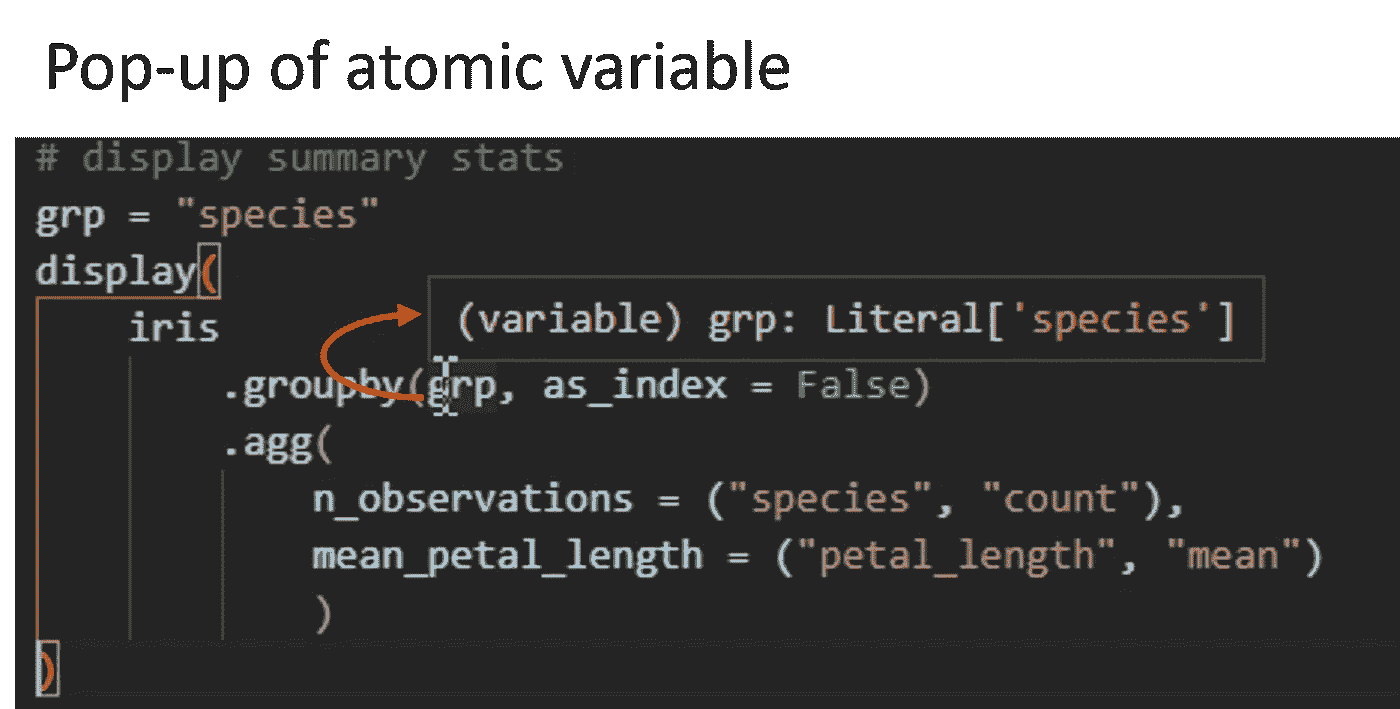 Pop-up of atomic variable
# display summary stats
grp = "species"
display(
iris
(variable) grp: Literal['species']
.groupby(grp, as_index = False)
.agg(
n_observations = ("species", "count"),
mean_petal_length = ("petal_length", "mean")
)
)